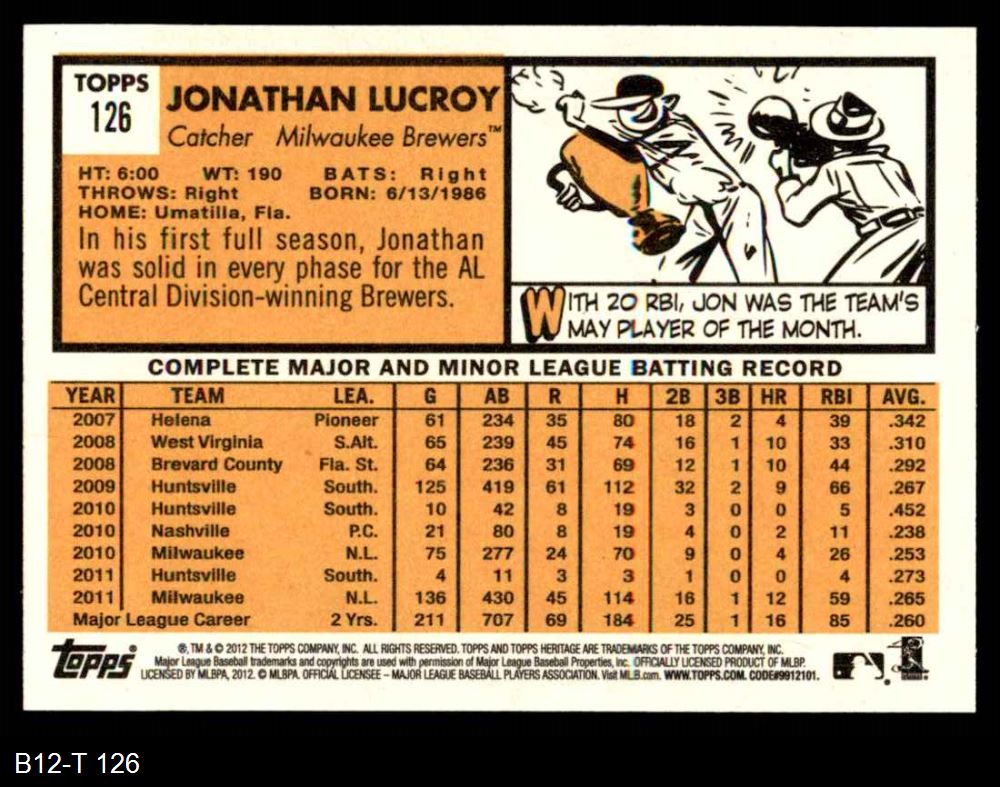 TOPPS
126
JONATHAN LUCROY
Catcher Milwaukee Brewers™
HT: 6:00 WT: 190 BATS: Right
THROWS: Right BORN: 6/13/1986
HOME: Umatilla, Fla.
In his first full season, Jonathan
was solid in every phase for the AL
Central Division-winning Brewers.
WITH 20 RBI, JON WAS THE TEAM'S
MAY PLAYER OF THE MONTH.
COMPLETE MAJOR AND MINOR LEAGUE BATTING RECORD
YEAR TEAM LEA. G AB R H 2B 3B HR RBI AVG.
2007 Helena Pioneer 61 234 35 80 18 2 4 39 .342
2008 West Virginia S.Alt. 65 239 45 74 16 1 10 33 .310
2008 Brevard County Fla. St. 64 236 31 69 12 1 10 44 .292
2009 Huntsville South. 125 419 61 112 32 2 9 66 .267
2010 Huntsville South. 10 42 8 19 3 0 0 5 .452
2010 Nashville P.C. 21 80 8 19 4 0 2 11 .238
2010 Milwaukee N.L. 75 277 24 70 9 0 4 26 .253
2011 Huntsville South. 4 11 3 3 1 0 0 4 .273
2011 Milwaukee N.L. 136 430 45 114 16 1 12 59 .265
Major League Career 2 Yrs. 211 707 69 184 25 1 16 85 .260
Topps
®, TM & © 2012 THE TOPPS COMPANY, INC. ALL RIGHTS RESERVED. TOPPS AND TOPPS HERITAGE ARE TRADEMARKS OF THE TOPPS COMPANY, INC.
Major League Baseball trademarks and copyrights are used with permission of Major League Baseball Properties, Inc. OFFICIALLY LICENSED PRODUCT OF MLBP.
LICENSED BY MLBPA, 2012. © MLBPA. OFFICIAL LICENSEE – MAJOR LEAGUE BASEBALL PLAYERS ASSOCIATION. Visit MLB.com. WWW.TOPPS.COM. CODE#9912101.
B12-T 126